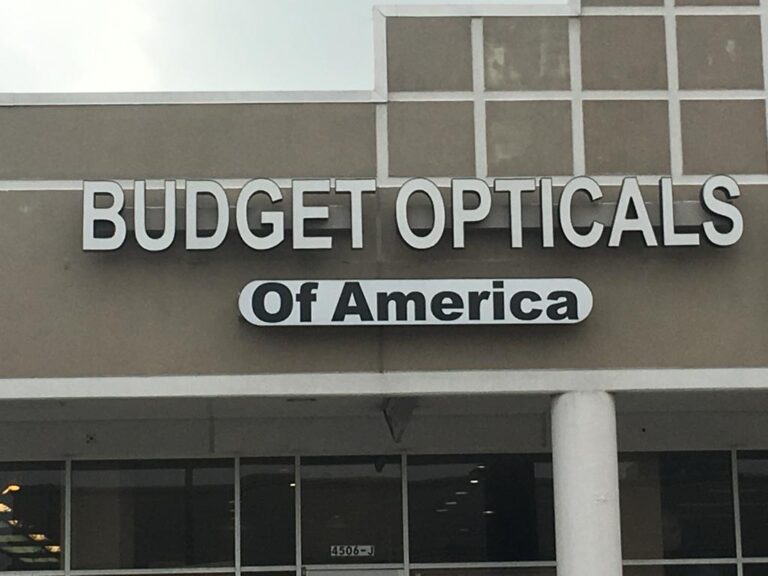 BUDGET OPTICALS
Of America
4506-J